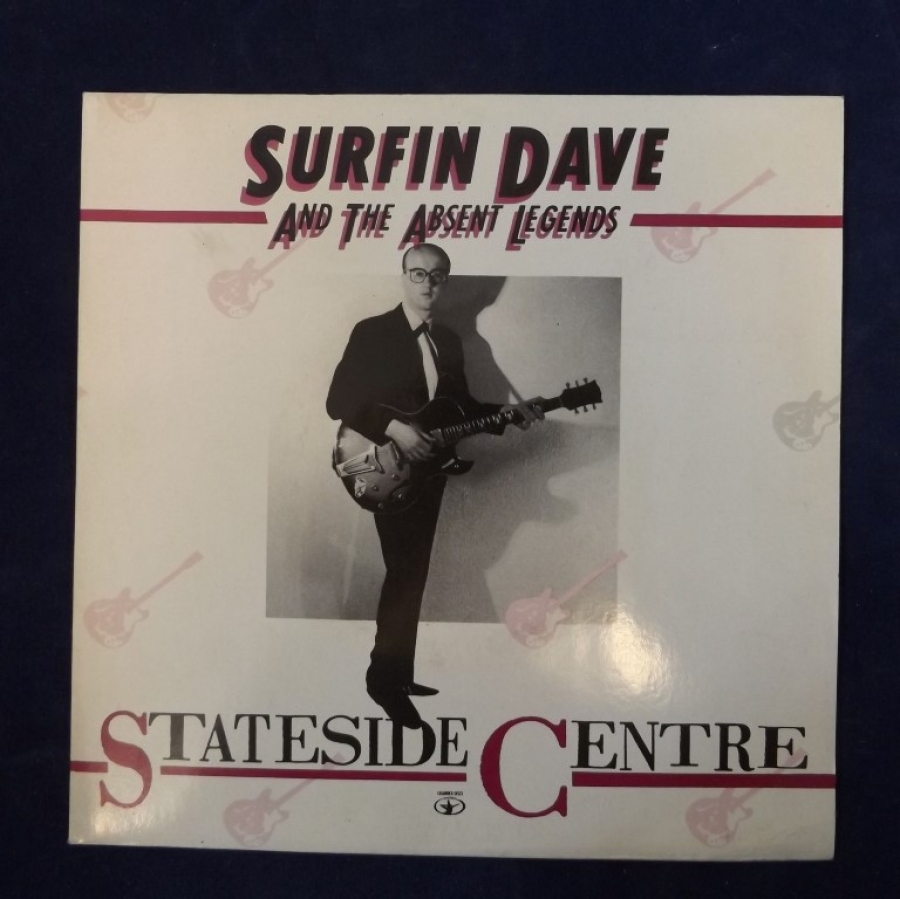 SURFIN DAVE
AND THE ABSENT LEGENDS
STATESIDE CENTRE